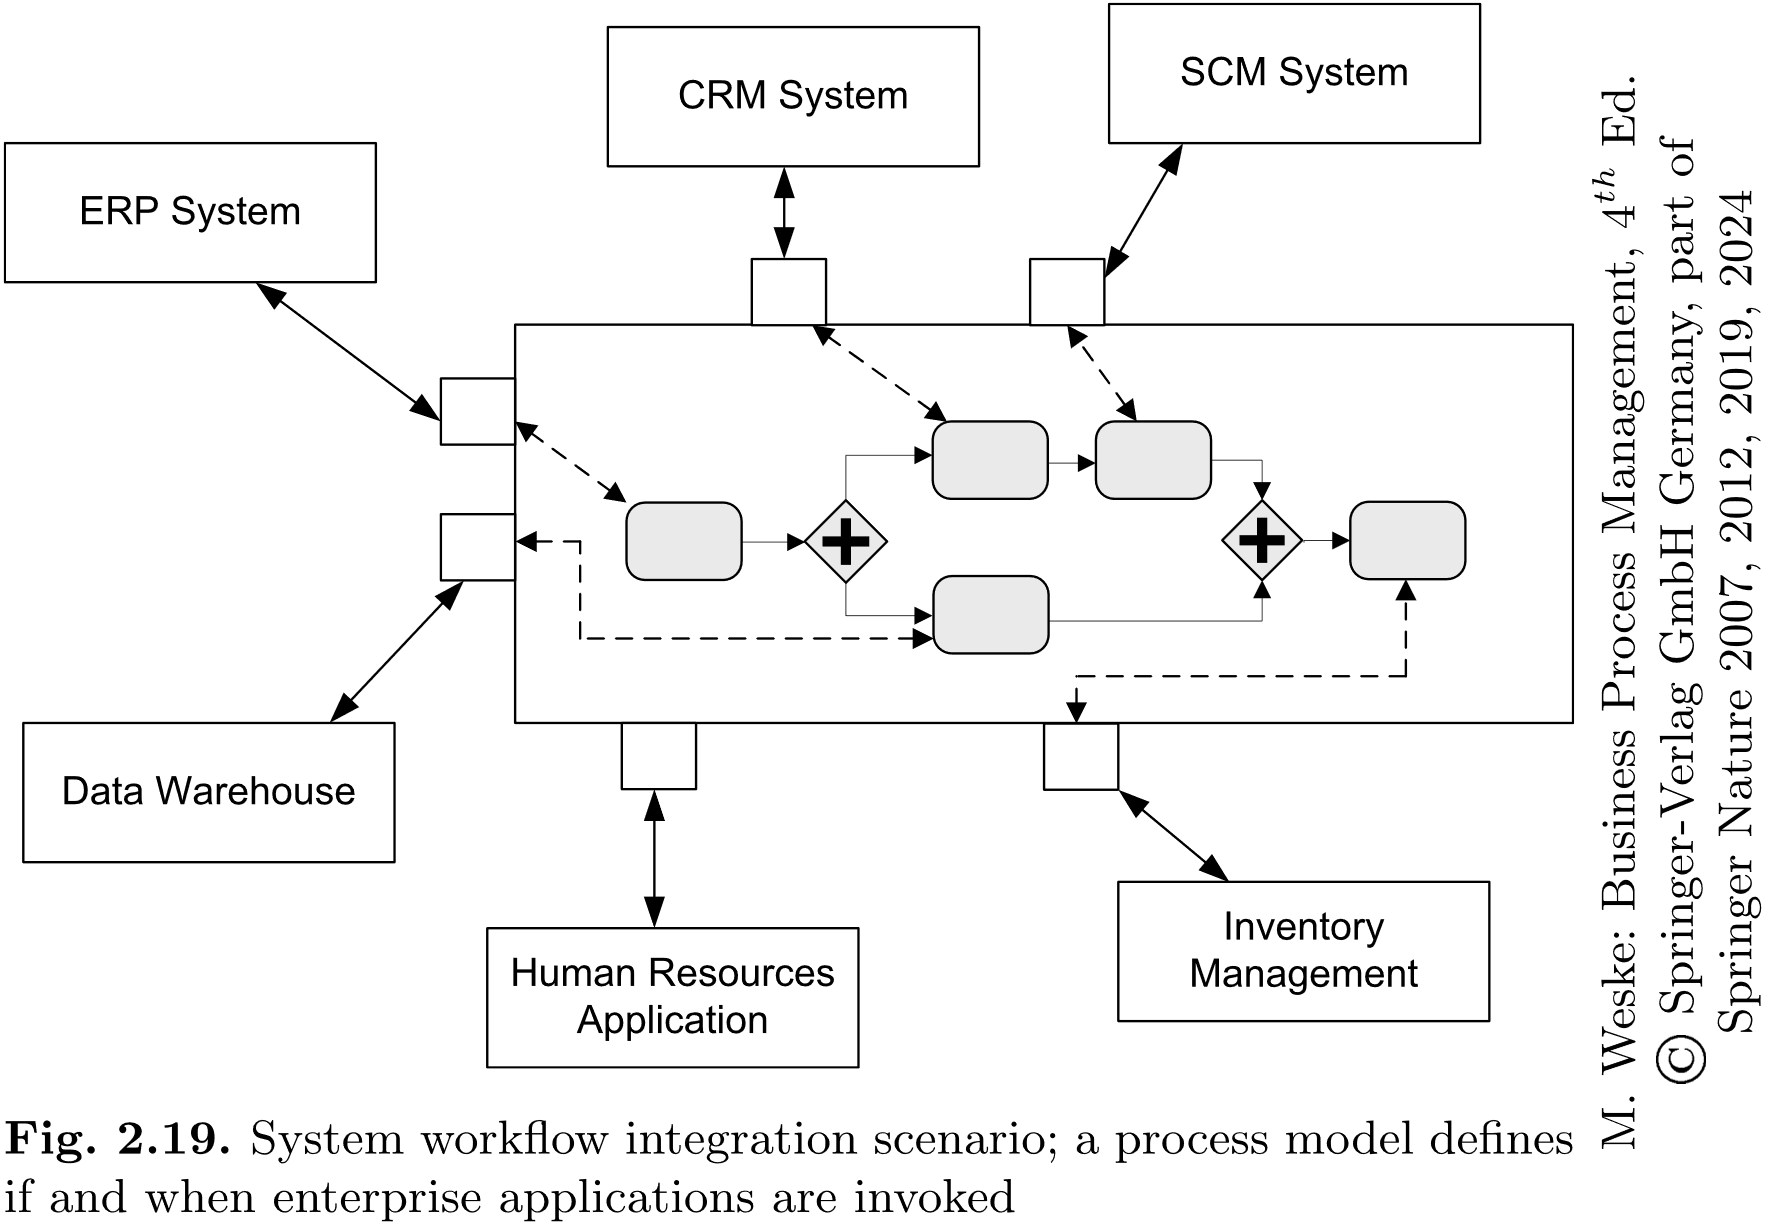 SCM System
CRM System
ERP System
Data Warehouse
Human Resources
Application
Inventory
Management
Fig. 2.19. System workflow integration scenario; a process model defines
if and when enterprise applications are invoked
M. Weske: Business Process Management, 4th Ed.
© Springer-Verlag GmbH Germany, part of
Springer Nature 2007, 2012, 2019, 2024